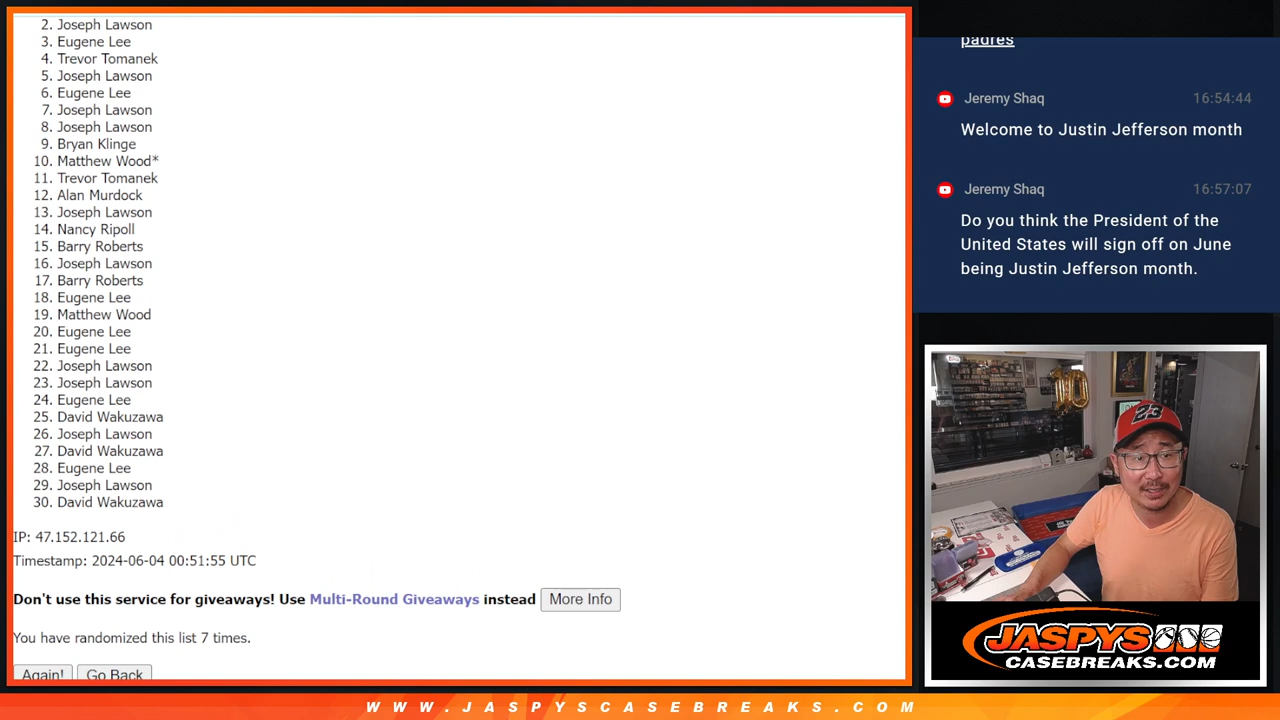 2. Joseph Lawson
3. Eugene Lee
4. Trevor Tomanek
5. Joseph Lawson
6. Eugene Lee
7. Joseph Lawson
8. Joseph Lawson
9. Bryan Klinge
10. Matthew Wood*
11. Trevor Tomanek
12. Alan Murdock
13. Joseph Lawson
14. Nancy Ripoll
15. Barry Roberts
16. Joseph Lawson
17. Barry Roberts
18. Eugene Lee
19. Matthew Wood
20. Eugene Lee
21. Eugene Lee
22. Joseph Lawson
23. Joseph Lawson
24. Eugene Lee
25. David Wakuzawa
26. Joseph Lawson
27. David Wakuzawa
28. Eugene Lee
29. Joseph Lawson
30. David Wakuzawa
IP: 47.152.121.66
Timestamp: 2024-06-04 00:51:55 UTC
Don't use this service for giveaways! Use Multi-Round Giveaways instead More Info
You have randomized this list 7 times.
Again! Go Back
padres
Jeremy Shaq 16:54:44
Welcome to Justin Jefferson month
Jeremy Shaq 16:57:07
Do you think the President of the
United States will sign off on June
being Justin Jefferson month.
10
23
JASPYS
CASEBREAKS.COM
WWW.JASPYSCASEBREAKS.COM